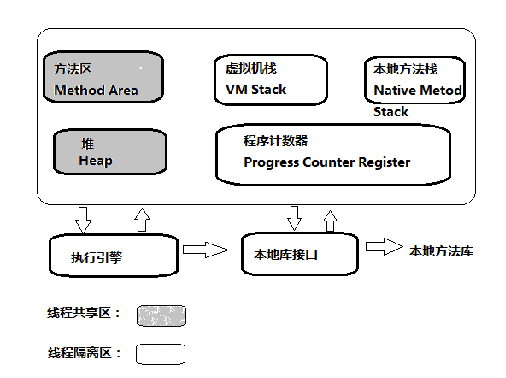 方法区
Method Area
虚拟机栈
VM Stack
本地方法栈
Native Metod
Stack
堆
Heap
程序计数器
Progress Counter Register
执行引擎
本地库接口
本地方法库
线程共享区：
线程隔离区：